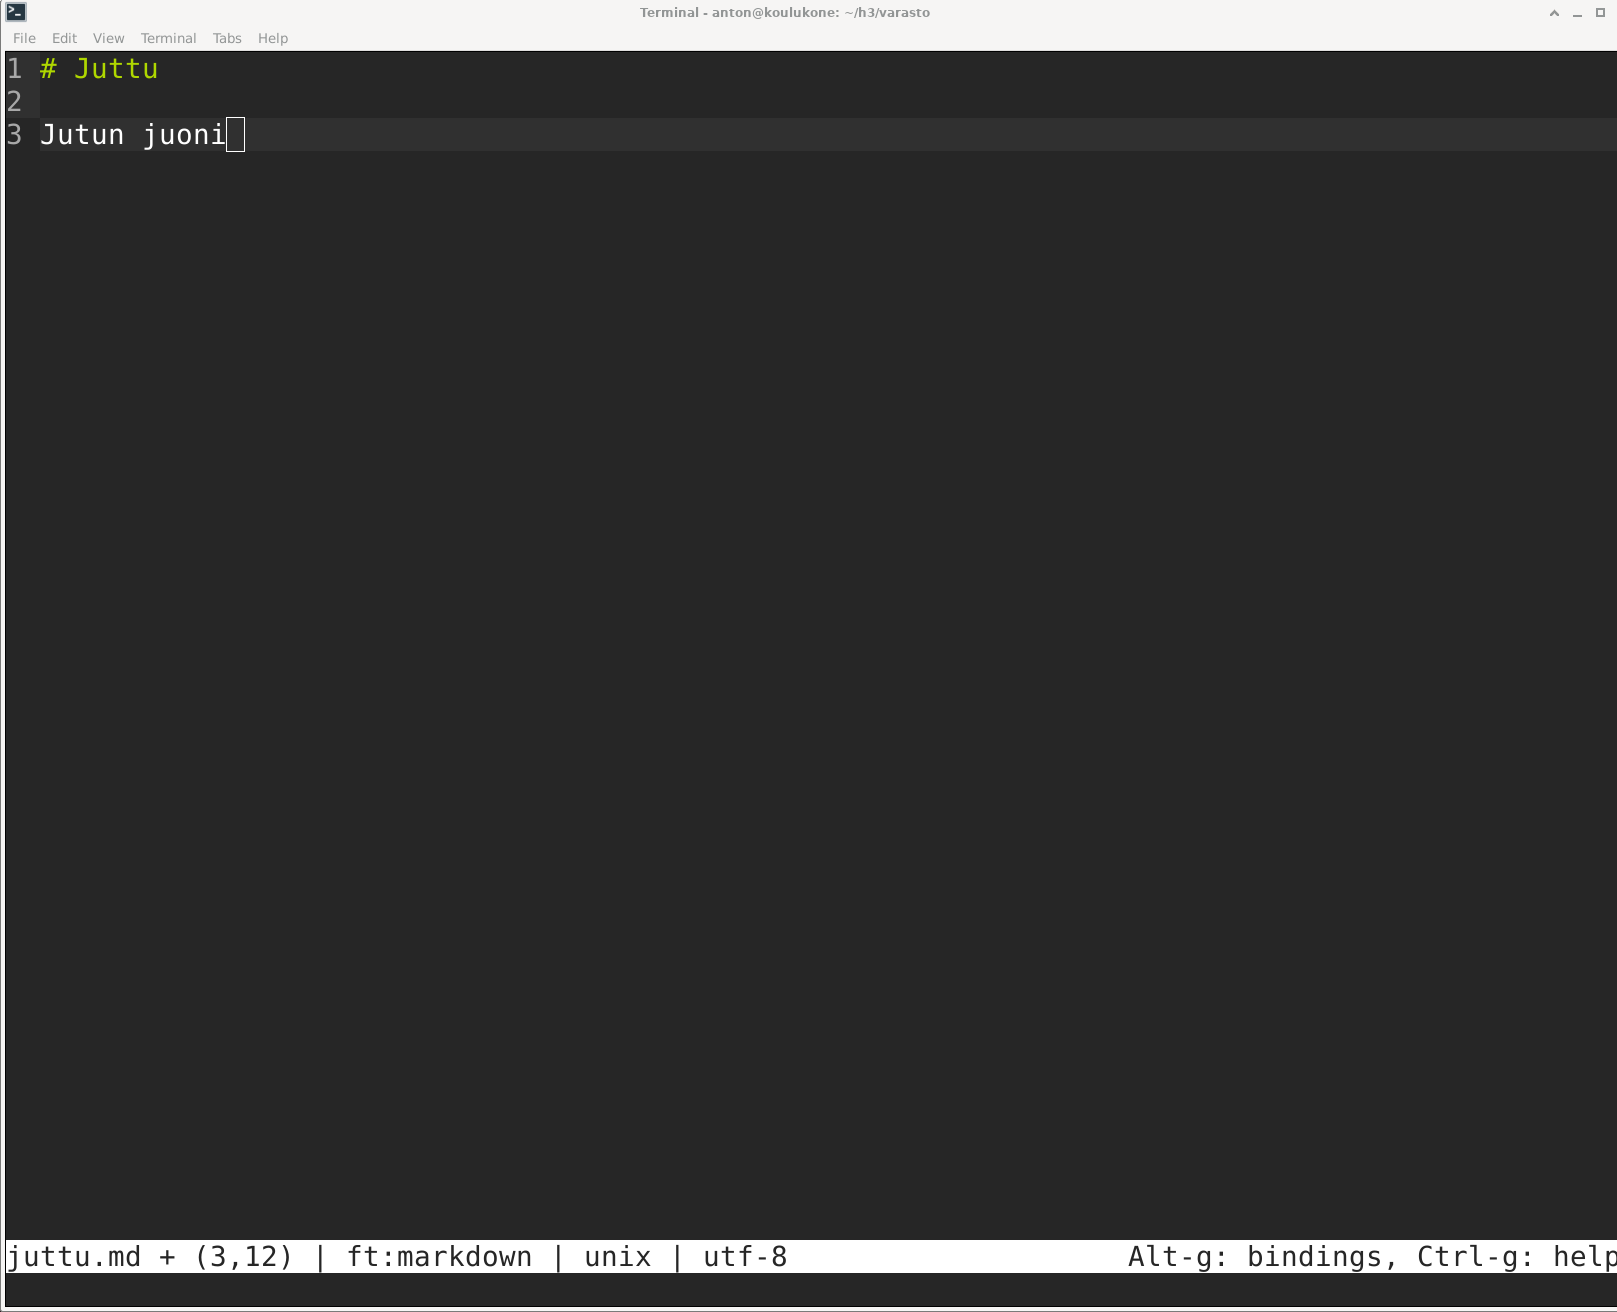 Terminal - anton@koulukone: ~/h3/varasto
File Edit View Terminal Tabs Help
1 # Juttu
2
3 Jutun juoni
juttu.md + (3,12) | ft:markdown | unix | utf-8 Alt-g: bindings, Ctrl-g: help